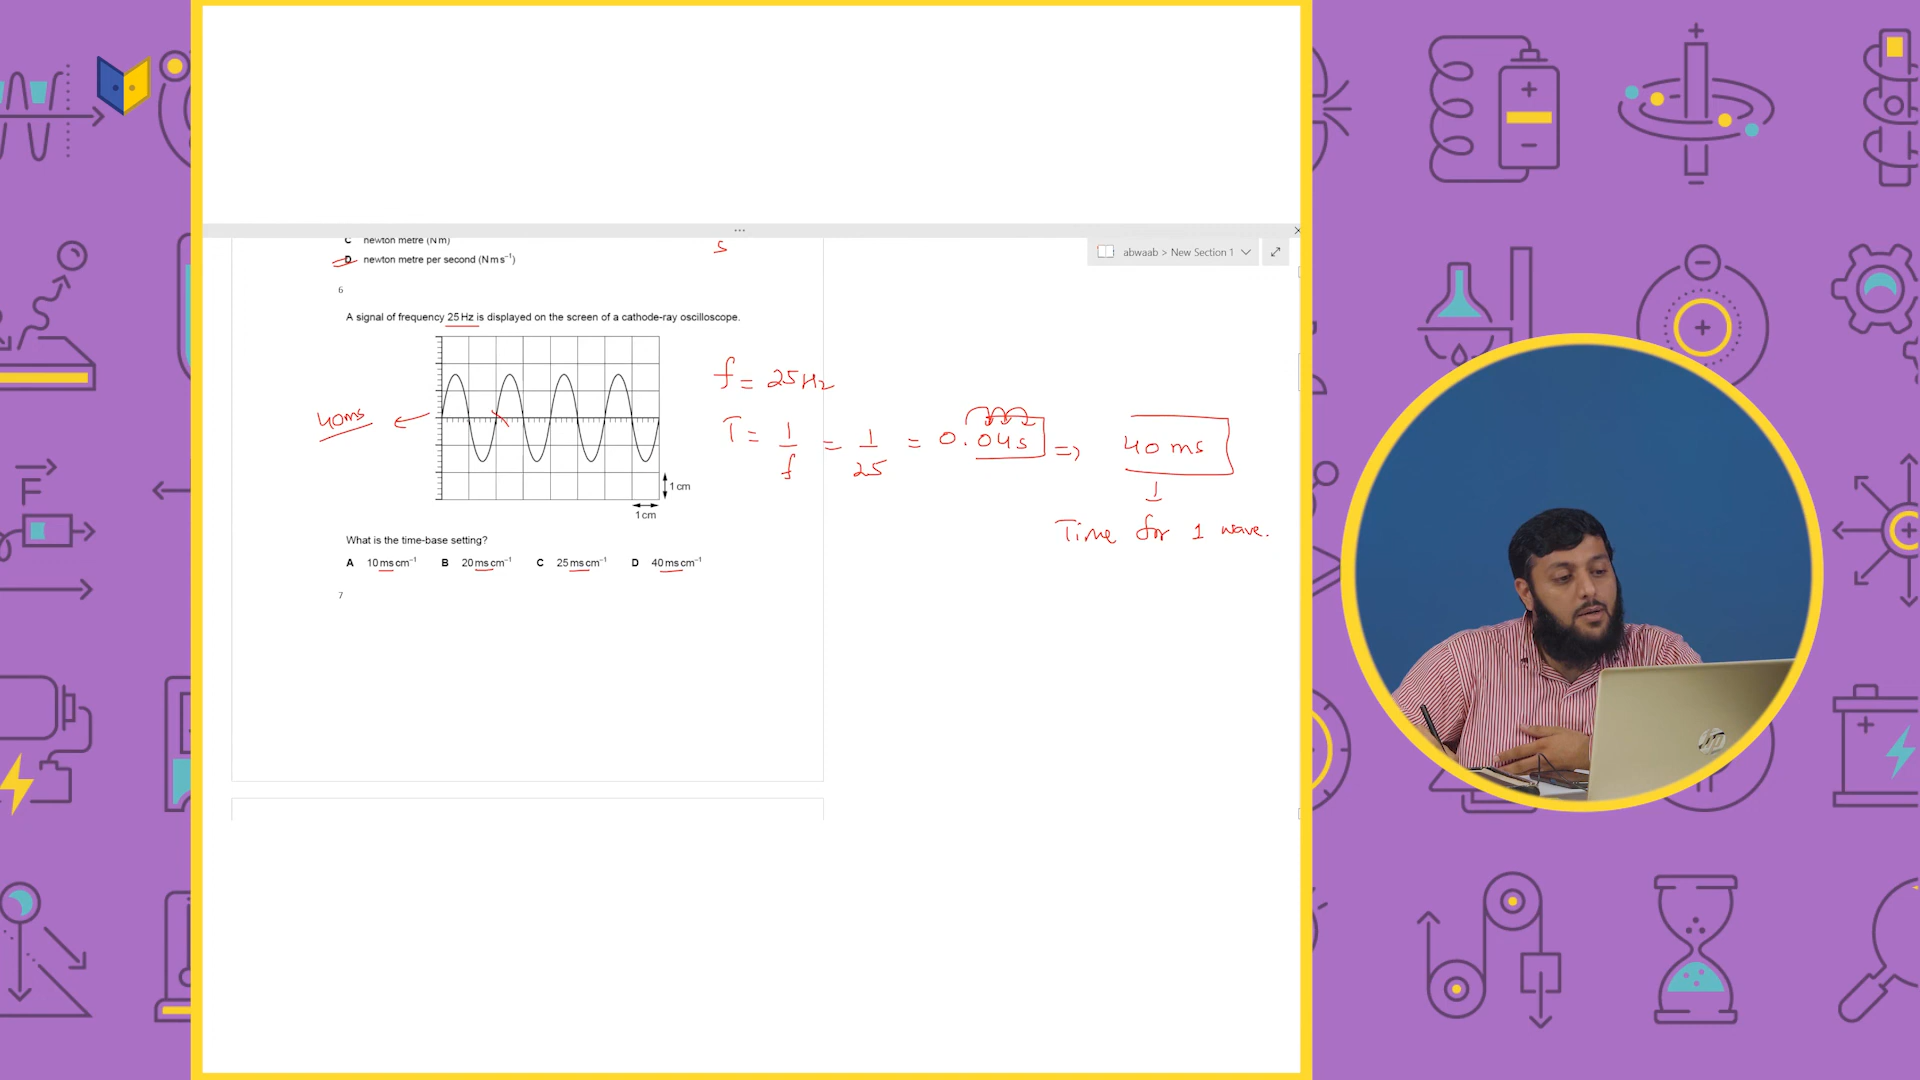 C newton metre (N m)
D newton metre per second (N m s⁻¹)
s
abwaab > New Section 1
6
A signal of frequency 25 Hz is displayed on the screen of a cathode-ray oscilloscope.
f = 25 Hz
40ms
T = 1/f = 1/25 = 0.04s => 40 ms
1 cm
1 cm
Time for 1 wave.
What is the time-base setting?
A 10 ms cm⁻¹ B 20 ms cm⁻¹ C 25 ms cm⁻¹ D 40 ms cm⁻¹
7
F
hp